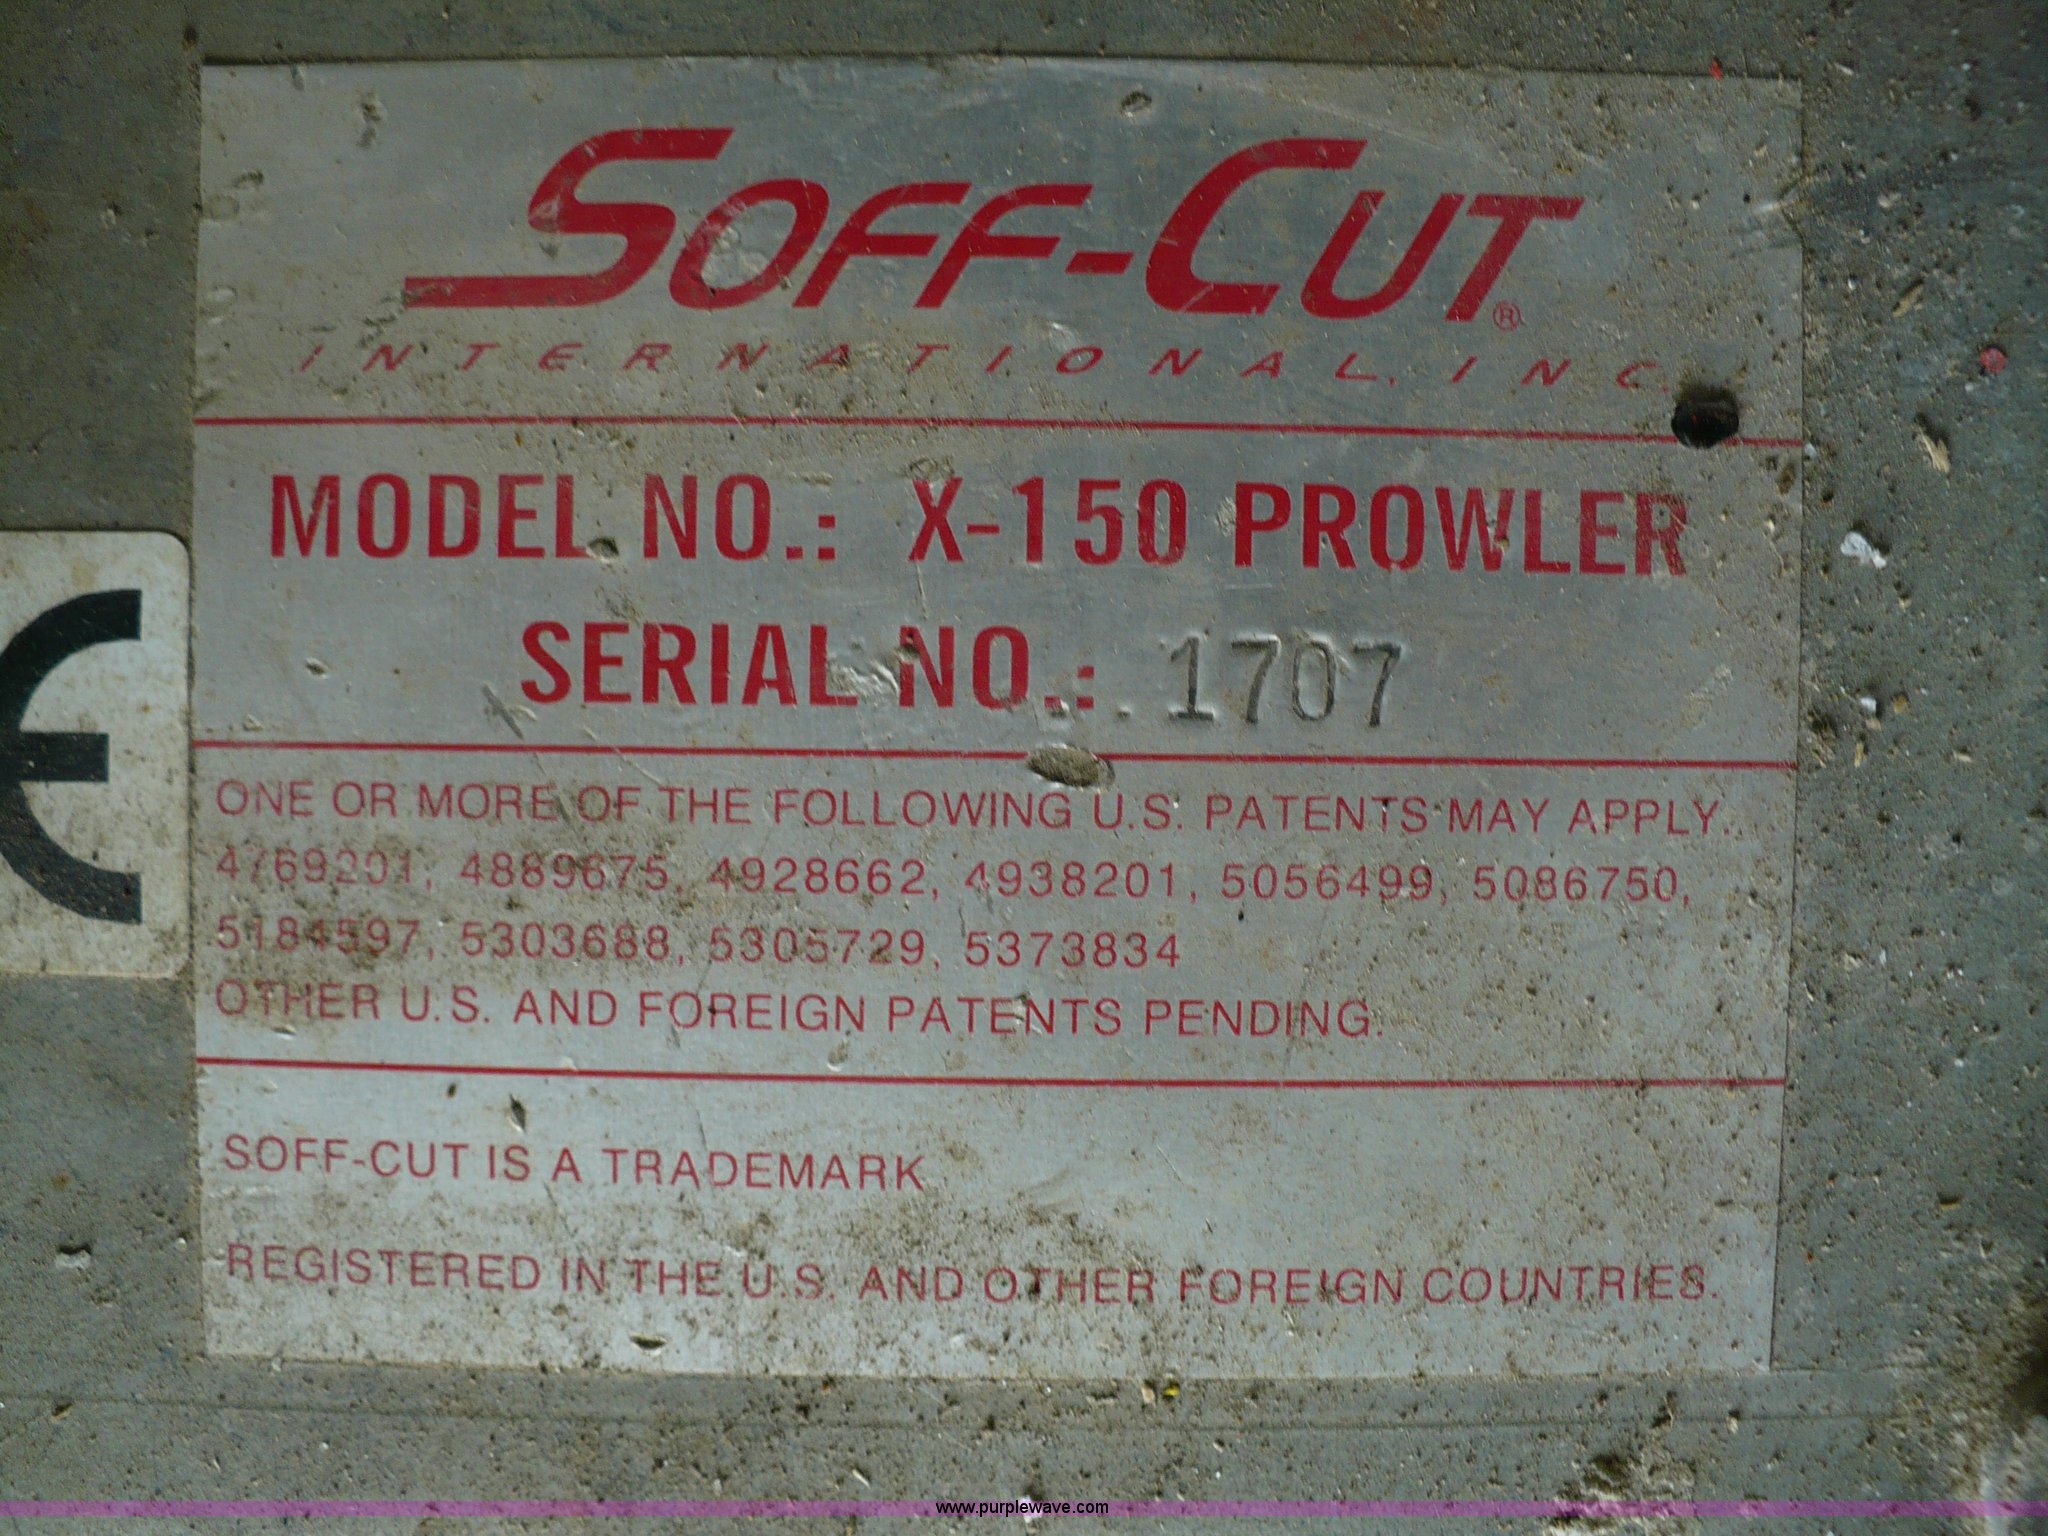 SOFF-CUT®
INTERNATIONAL, INC.
MODEL NO.: X-150 PROWLER
SERIAL NO.: 1707
ONE OR MORE OF THE FOLLOWING U.S. PATENTS MAY APPLY.
4769201, 4889675, 4928662, 4938201, 5056499, 5086750,
5184597, 5303688, 5305729, 5373834
OTHER U.S. AND FOREIGN PATENTS PENDING.
SOFF-CUT IS A TRADEMARK
REGISTERED IN THE U.S. AND OTHER FOREIGN COUNTRIES.
CE
www.purplewave.com